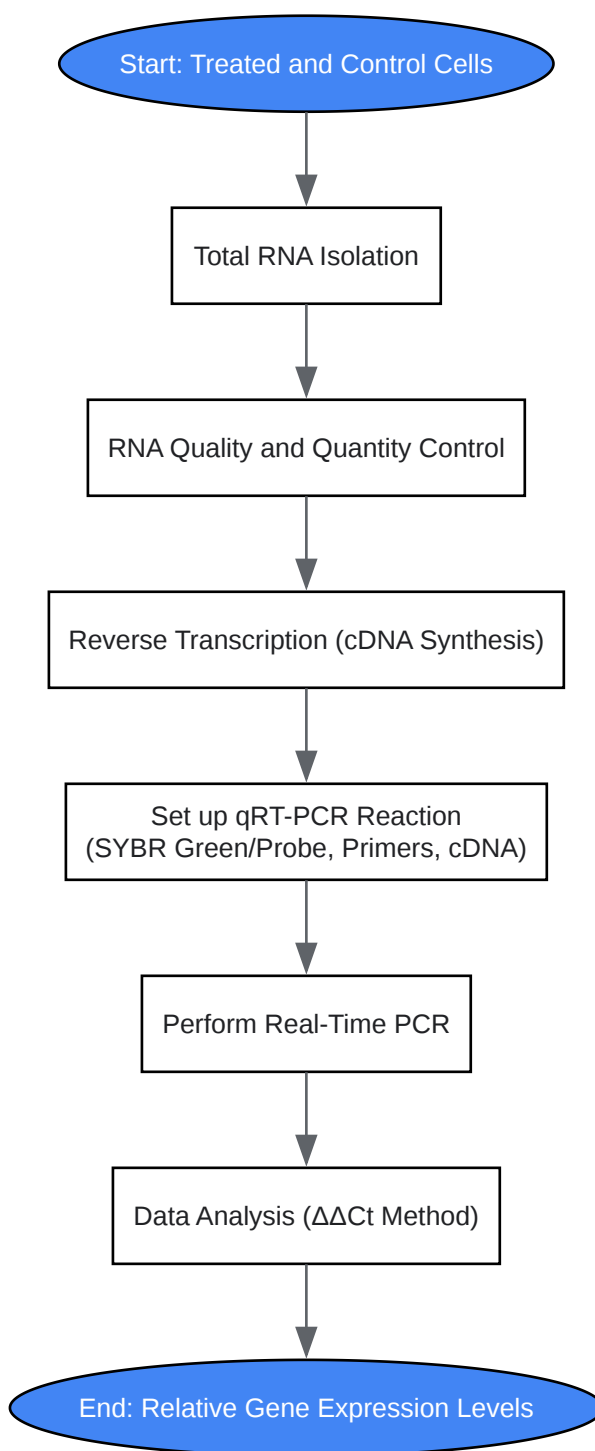 Start: Treated and Control Cells
Total RNA Isolation
RNA Quality and Quantity Control
Reverse Transcription (cDNA Synthesis)
Set up qRT-PCR Reaction
(SYBR Green/Probe, Primers, cDNA)
Perform Real-Time PCR
Data Analysis (ΔΔCt Method)
End: Relative Gene Expression Levels